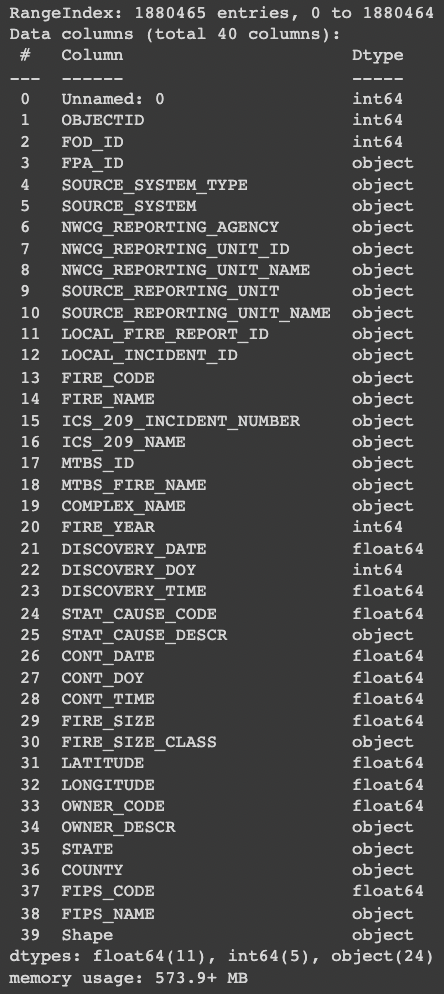 RangeIndex: 1880465 entries, 0 to 1880464
Data columns (total 40 columns):
 #   Column                      Dtype
---  ------                      -----
 0   Unnamed: 0                  int64
 1   OBJECTID                    int64
 2   FOD_ID                      int64
 3   FPA_ID                      object
 4   SOURCE_SYSTEM_TYPE          object
 5   SOURCE_SYSTEM               object
 6   NWCG_REPORTING_AGENCY       object
 7   NWCG_REPORTING_UNIT_ID      object
 8   NWCG_REPORTING_UNIT_NAME    object
 9   SOURCE_REPORTING_UNIT       object
 10  SOURCE_REPORTING_UNIT_NAME  object
 11  LOCAL_FIRE_REPORT_ID        object
 12  LOCAL_INCIDENT_ID           object
 13  FIRE_CODE                   object
 14  FIRE_NAME                   object
 15  ICS_209_INCIDENT_NUMBER     object
 16  ICS_209_NAME                object
 17  MTBS_ID                     object
 18  MTBS_FIRE_NAME              object
 19  COMPLEX_NAME                object
 20  FIRE_YEAR                   int64
 21  DISCOVERY_DATE              float64
 22  DISCOVERY_DOY               int64
 23  DISCOVERY_TIME              float64
 24  STAT_CAUSE_CODE             float64
 25  STAT_CAUSE_DESCR            object
 26  CONT_DATE                   float64
 27  CONT_DOY                    float64
 28  CONT_TIME                   float64
 29  FIRE_SIZE                   float64
 30  FIRE_SIZE_CLASS             object
 31  LATITUDE                    float64
 32  LONGITUDE                   float64
 33  OWNER_CODE                  float64
 34  OWNER_DESCR                 object
 35  STATE                       object
 36  COUNTY                      object
 37  FIPS_CODE                   float64
 38  FIPS_NAME                   object
 39  Shape                       object
dtypes: float64(11), int64(5), object(24)
memory usage: 573.9+ MB